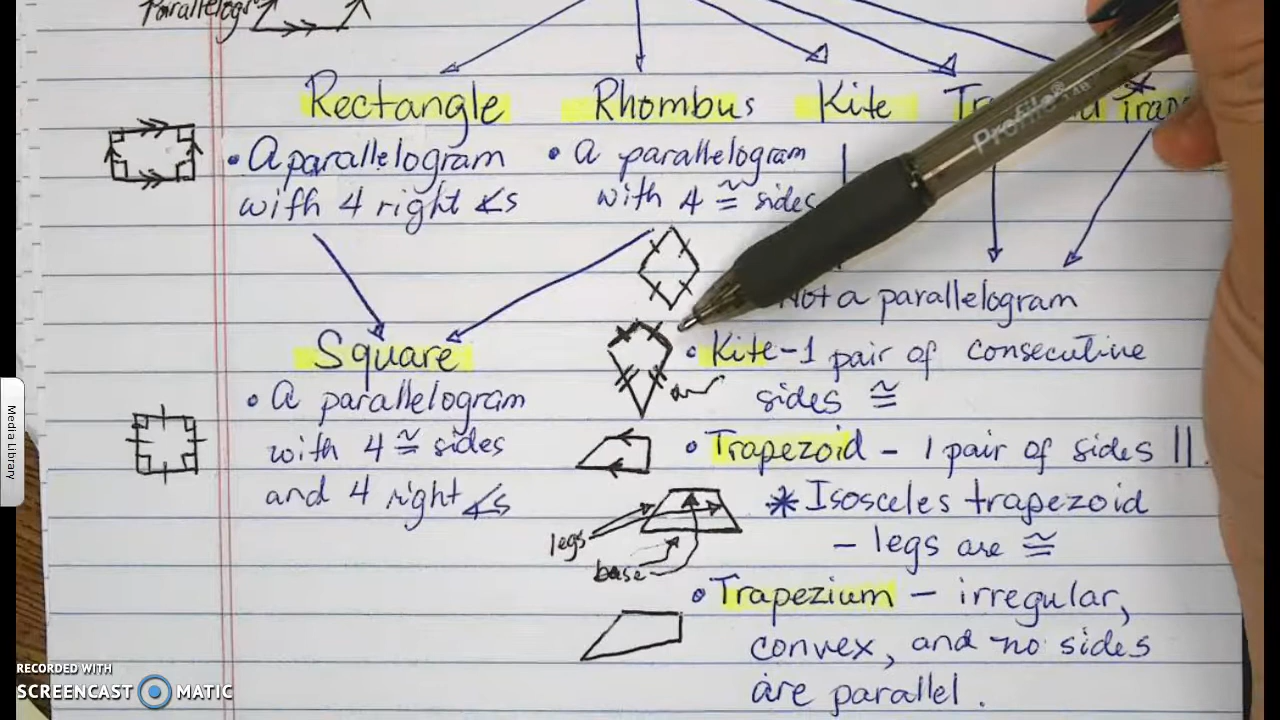 Parallelogr
Rectangle Rhombus Kite
• A parallelogram
with 4 right ∡s
• A parallelogram
with 4 ≅ sides
Profile
Not a parallelogram
Square
• A parallelogram
with 4 ≅ sides
and 4 right ∡s
• Kite - 1 pair of consecutive
sides ≅
• Trapezoid - 1 pair of sides ||.
* Isosceles trapezoid
- legs are ≅
legs
base
• Trapezium - irregular,
convex, and no sides
are parallel.
Media Library
RECORDED WITH
SCREENCAST MATIC